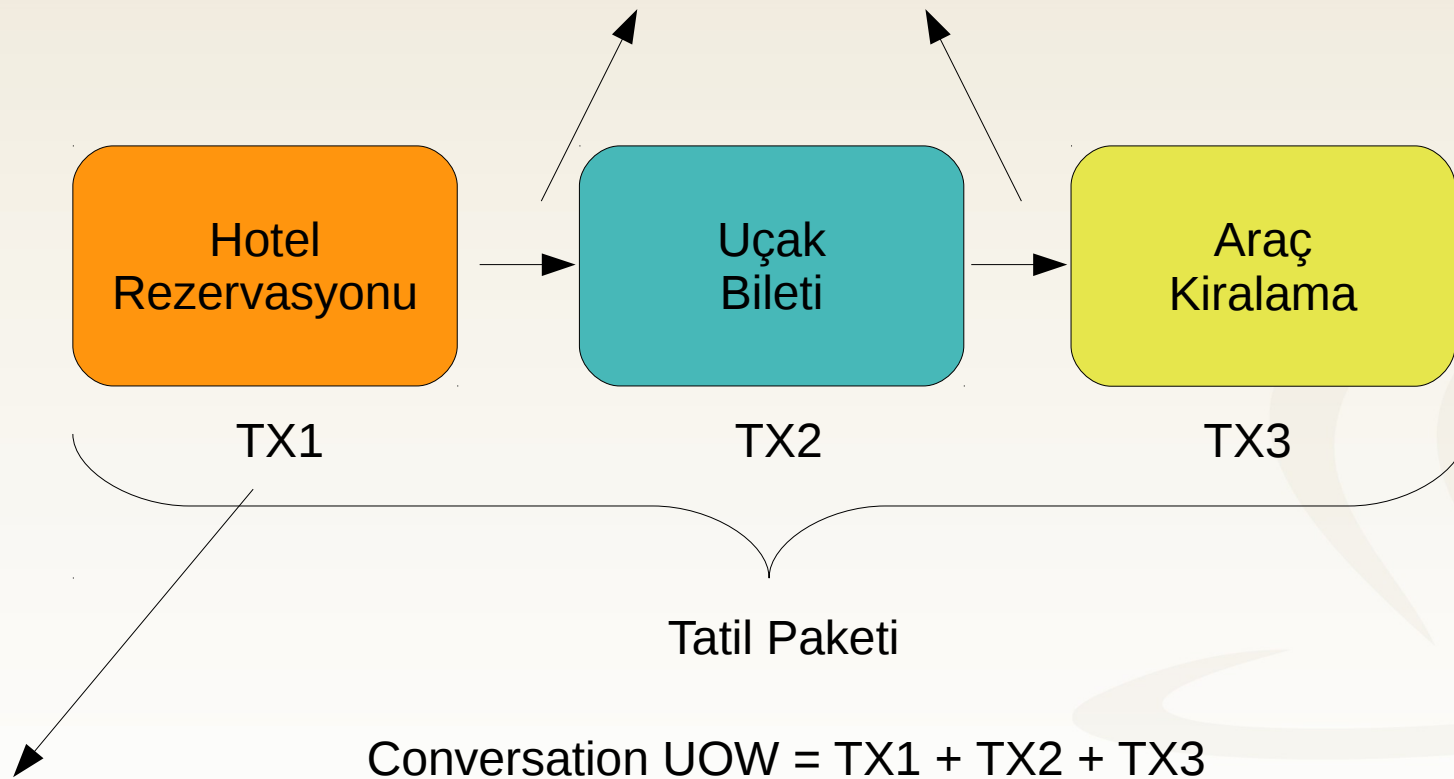 Hotel
Rezervasyonu
Uçak
Bileti
Araç
Kiralama
TX1
TX2
TX3
Tatil Paketi
Conversation UOW = TX1 + TX2 + TX3